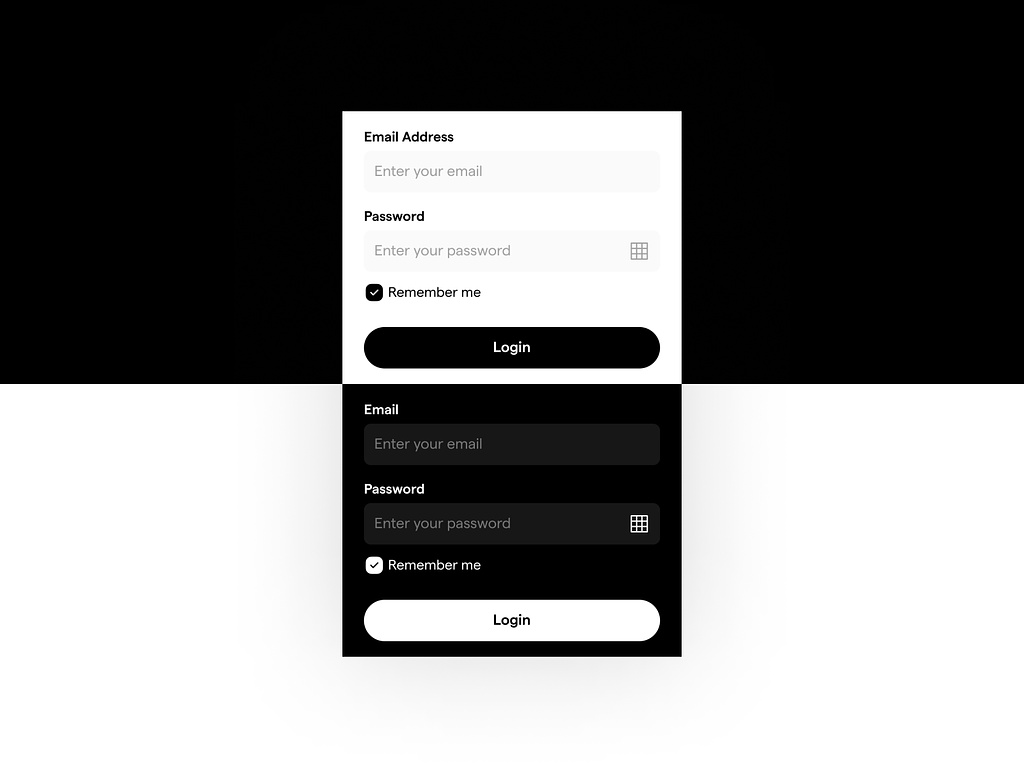 Email Address
Enter your email
Password
Enter your password
Remember me
Login
Email
Enter your email
Password
Enter your password
Remember me
Login